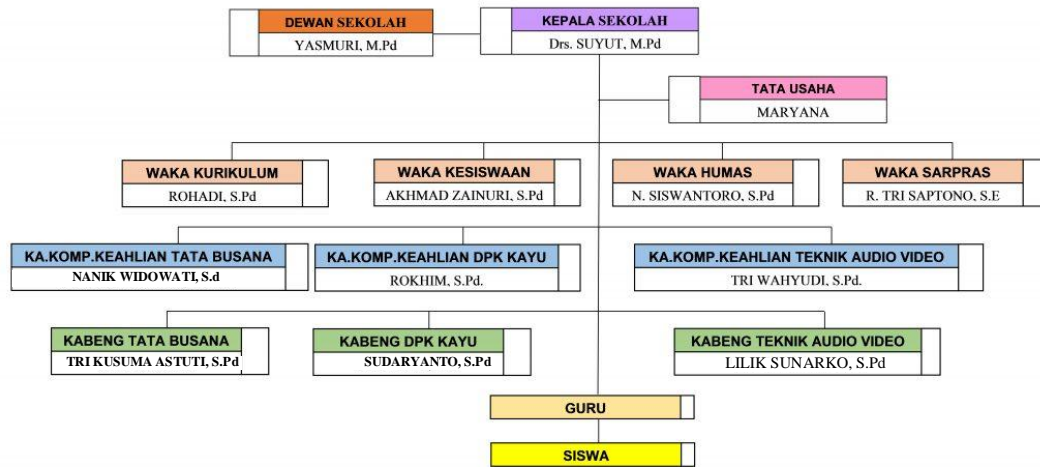 DEWAN SEKOLAH
YASMURI, M.Pd
KEPALA SEKOLAH
Drs. SUYUT, M.Pd
TATA USAHA
MARYANA
WAKA KURIKULUM
ROHADI, S.Pd
WAKA KESISWAAN
AKHMAD ZAINURI, S.Pd
WAKA HUMAS
N. SISWANTORO, S.Pd
WAKA SARPRAS
R. TRI SAPTONO, S.E
KA.KOMP.KEAHLIAN TATA BUSANA
NANIK WIDOWATI, S.d
KA.KOMP.KEAHLIAN DPK KAYU
ROKHIM, S.Pd.
KA.KOMP.KEAHLIAN TEKNIK AUDIO VIDEO
TRI WAHYUDI, S.Pd.
KABENG TATA BUSANA
TRI KUSUMA ASTUTI, S.Pd
KABENG DPK KAYU
SUDARYANTO, S.Pd
KABENG TEKNIK AUDIO VIDEO
LILIK SUNARKO, S.Pd
GURU
SISWA